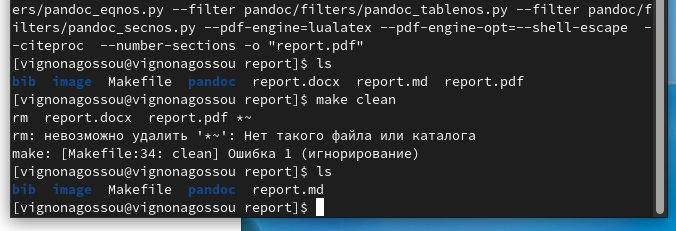 ers/pandoc_eqnos.py --filter pandoc/filters/pandoc_tablenos.py --filter pandoc/f
ilters/pandoc_secnos.py --pdf-engine=lualatex --pdf-engine-opt=--shell-escape  -
-citeproc  --number-sections -o "report.pdf"
[vignonagossou@vignonagossou report]$ ls
bib  image  Makefile  pandoc  report.docx  report.md  report.pdf
[vignonagossou@vignonagossou report]$ make clean
rm  report.docx  report.pdf *~
rm: невозможно удалить '*~': Нет такого файла или каталога
make: [Makefile:34: clean] Ошибка 1 (игнорирование)
[vignonagossou@vignonagossou report]$ ls
bib  image  Makefile  pandoc  report.md
[vignonagossou@vignonagossou report]$